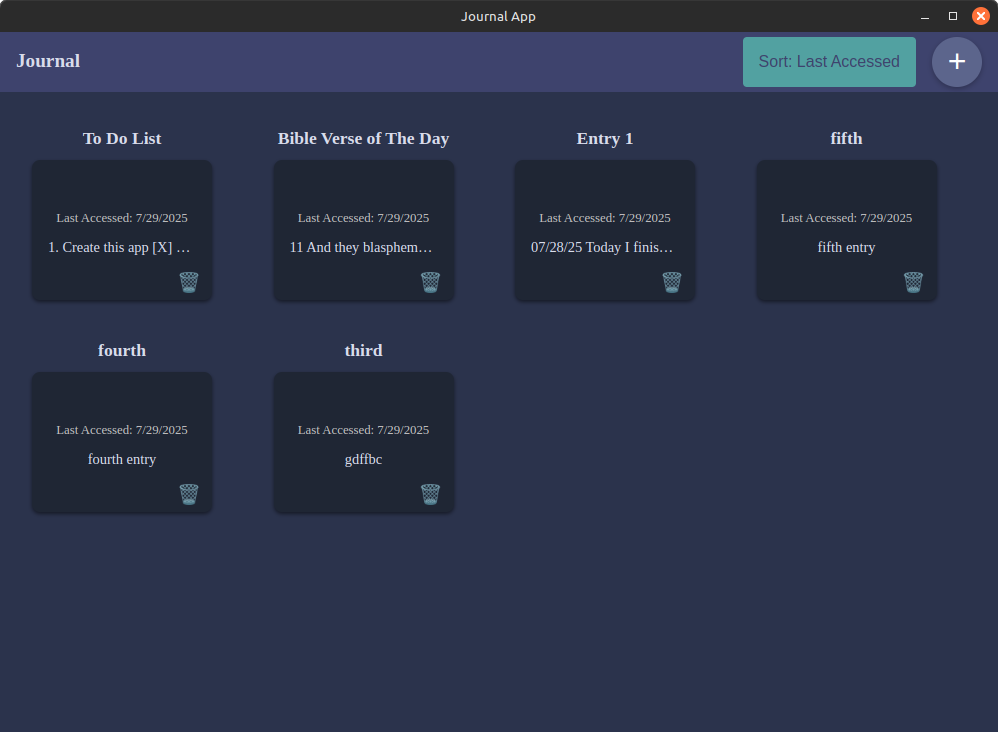 Journal App
Journal
Sort: Last Accessed
+
To Do List
Last Accessed: 7/29/2025
1. Create this app [X] …
Bible Verse of The Day
Last Accessed: 7/29/2025
11 And they blasphem…
Entry 1
Last Accessed: 7/29/2025
07/28/25 Today I finis…
fifth
Last Accessed: 7/29/2025
fifth entry
fourth
Last Accessed: 7/29/2025
fourth entry
third
Last Accessed: 7/29/2025
gdffbc